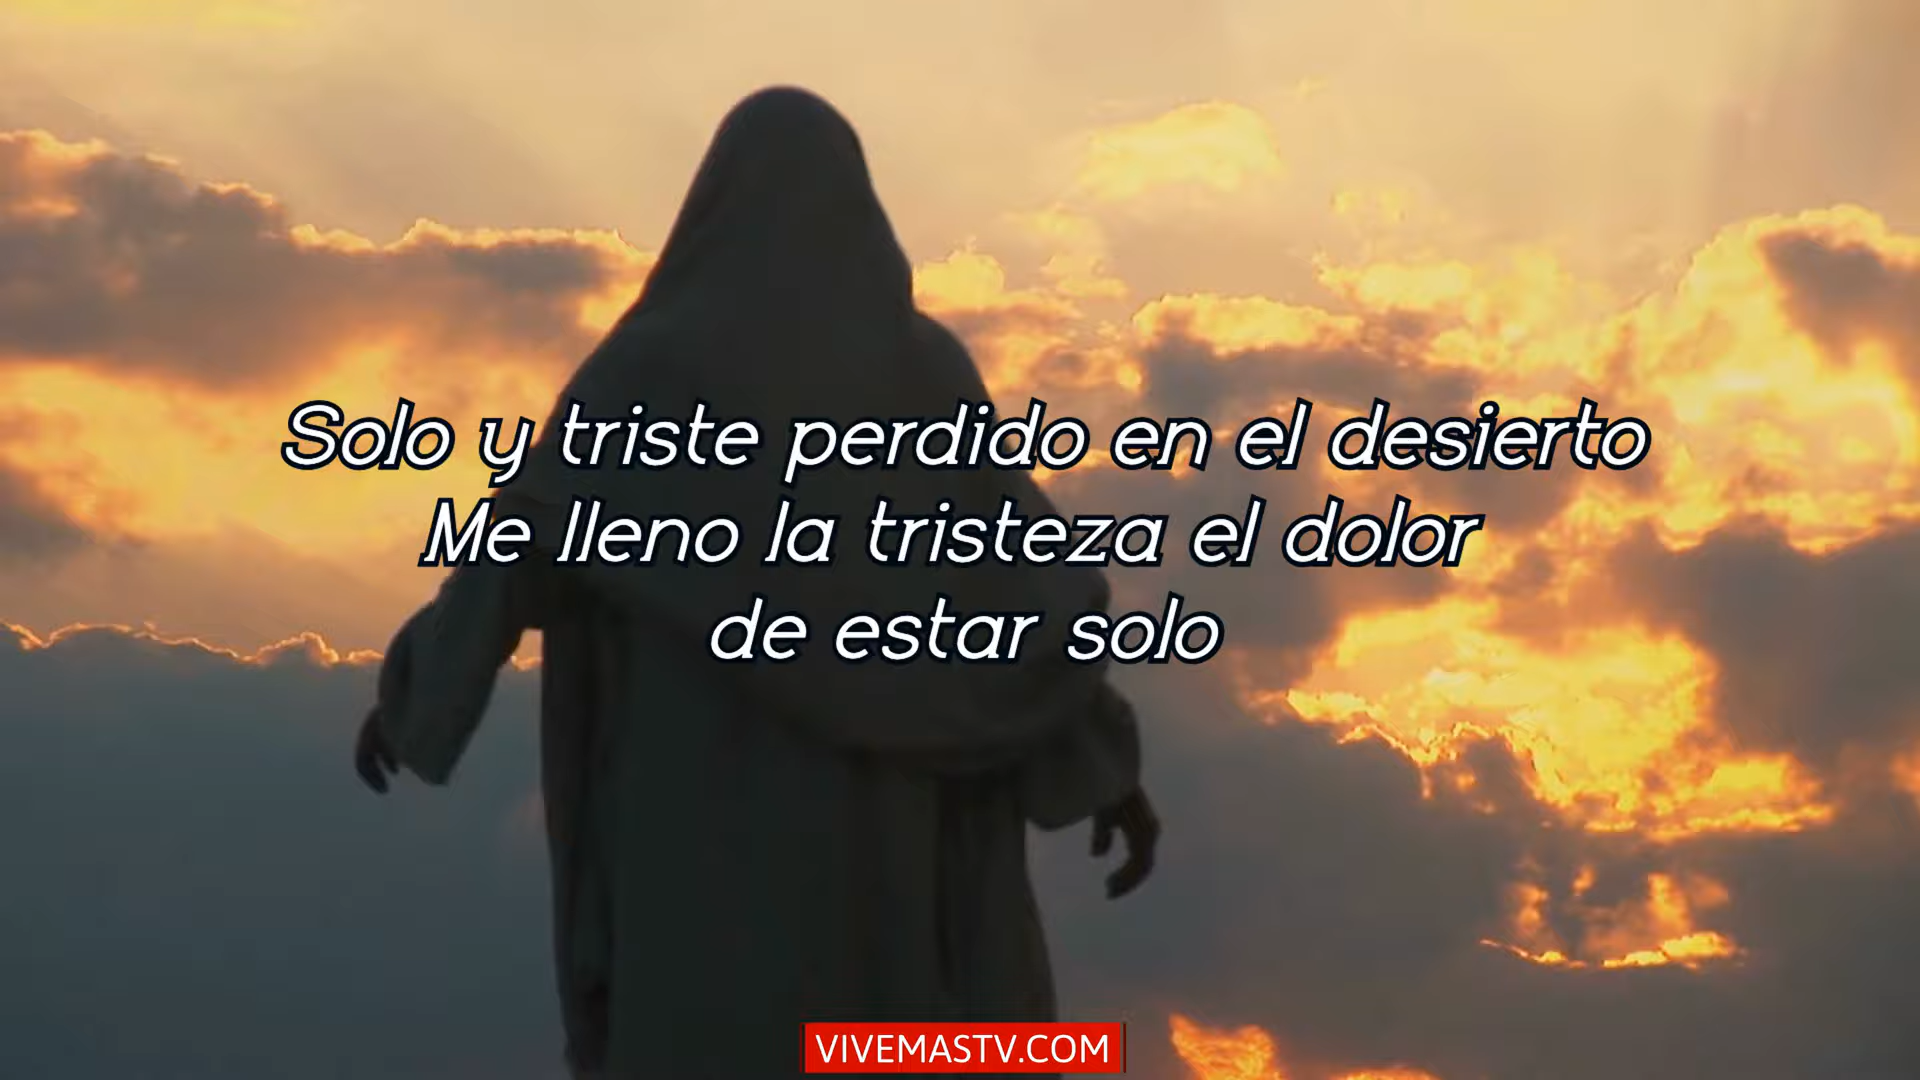 Solo y triste perdido en el desierto
Me lleno la tristeza el dolor
de estar solo
VIVEMASTV.COM